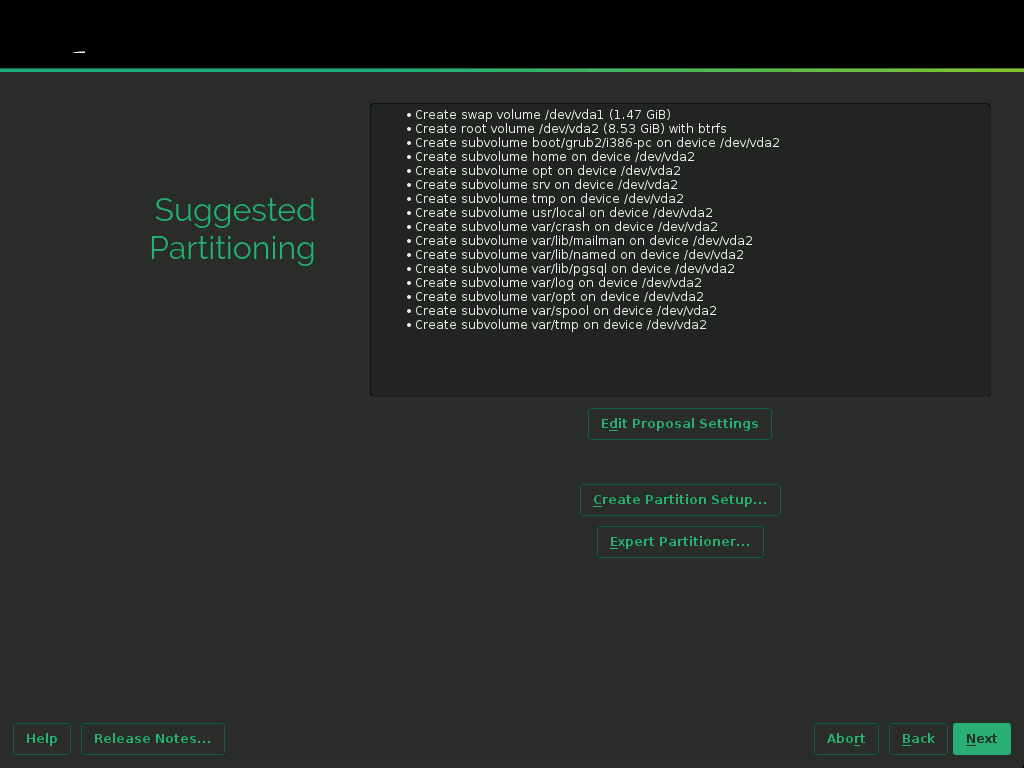 Suggested
Partitioning
• Create swap volume /dev/vda1 (1.47 GiB)
• Create root volume /dev/vda2 (8.53 GiB) with btrfs
• Create subvolume boot/grub2/i386-pc on device /dev/vda2
• Create subvolume home on device /dev/vda2
• Create subvolume opt on device /dev/vda2
• Create subvolume srv on device /dev/vda2
• Create subvolume tmp on device /dev/vda2
• Create subvolume usr/local on device /dev/vda2
• Create subvolume var/crash on device /dev/vda2
• Create subvolume var/lib/mailman on device /dev/vda2
• Create subvolume var/lib/named on device /dev/vda2
• Create subvolume var/lib/pgsql on device /dev/vda2
• Create subvolume var/log on device /dev/vda2
• Create subvolume var/opt on device /dev/vda2
• Create subvolume var/spool on device /dev/vda2
• Create subvolume var/tmp on device /dev/vda2
Edit Proposal Settings
Create Partition Setup...
Expert Partitioner...
Help
Release Notes...
Abort
Back
Next